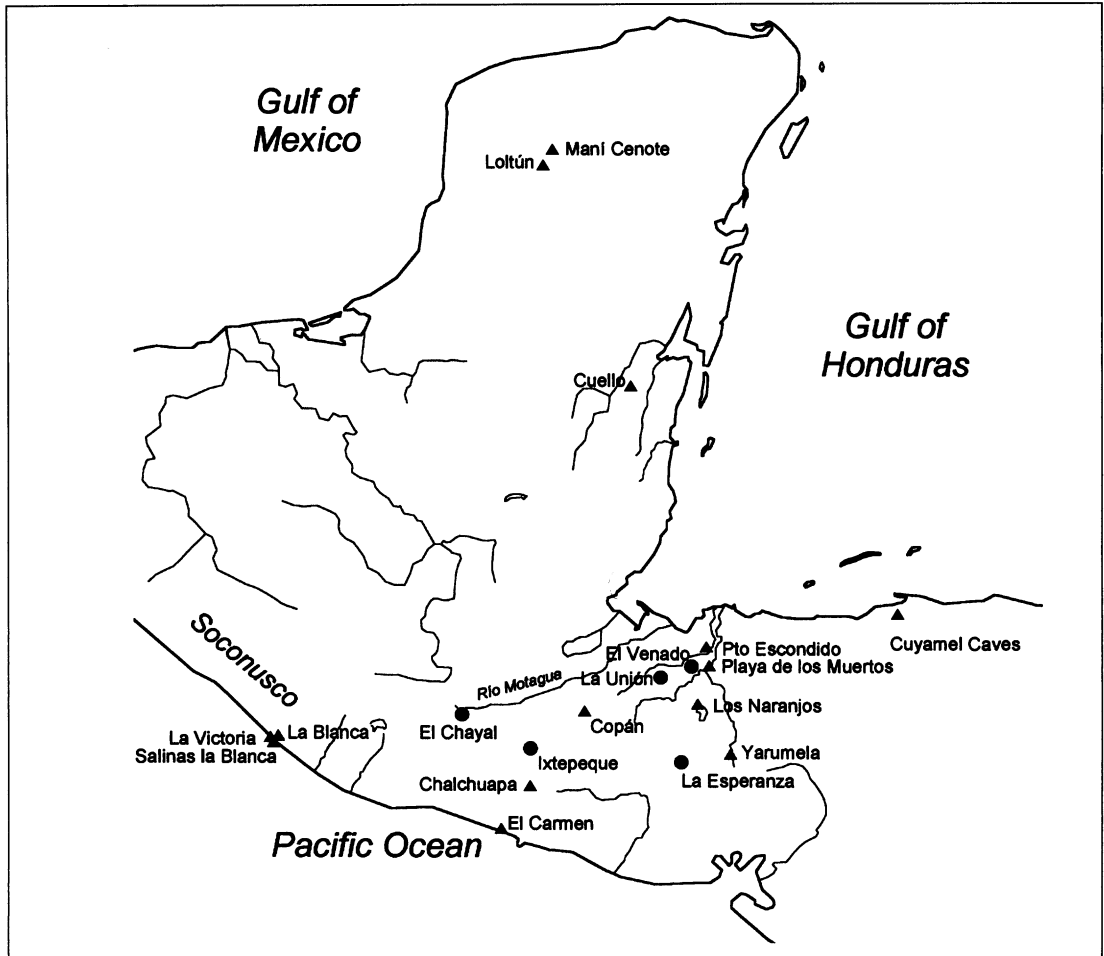 Gulf of
Mexico
Maní Cenote
Loltún
Gulf of
Honduras
Cuello
Soconusco
Cuyamel Caves
Pto Escondido
El Venado
Playa de los Muertos
La Unión
Río Motagua
Los Naranjos
Copán
El Chayal
La Blanca
La Victoria
Salinas la Blanca
Yarumela
Ixtepeque
La Esperanza
Chalchuapa
El Carmen
Pacific Ocean